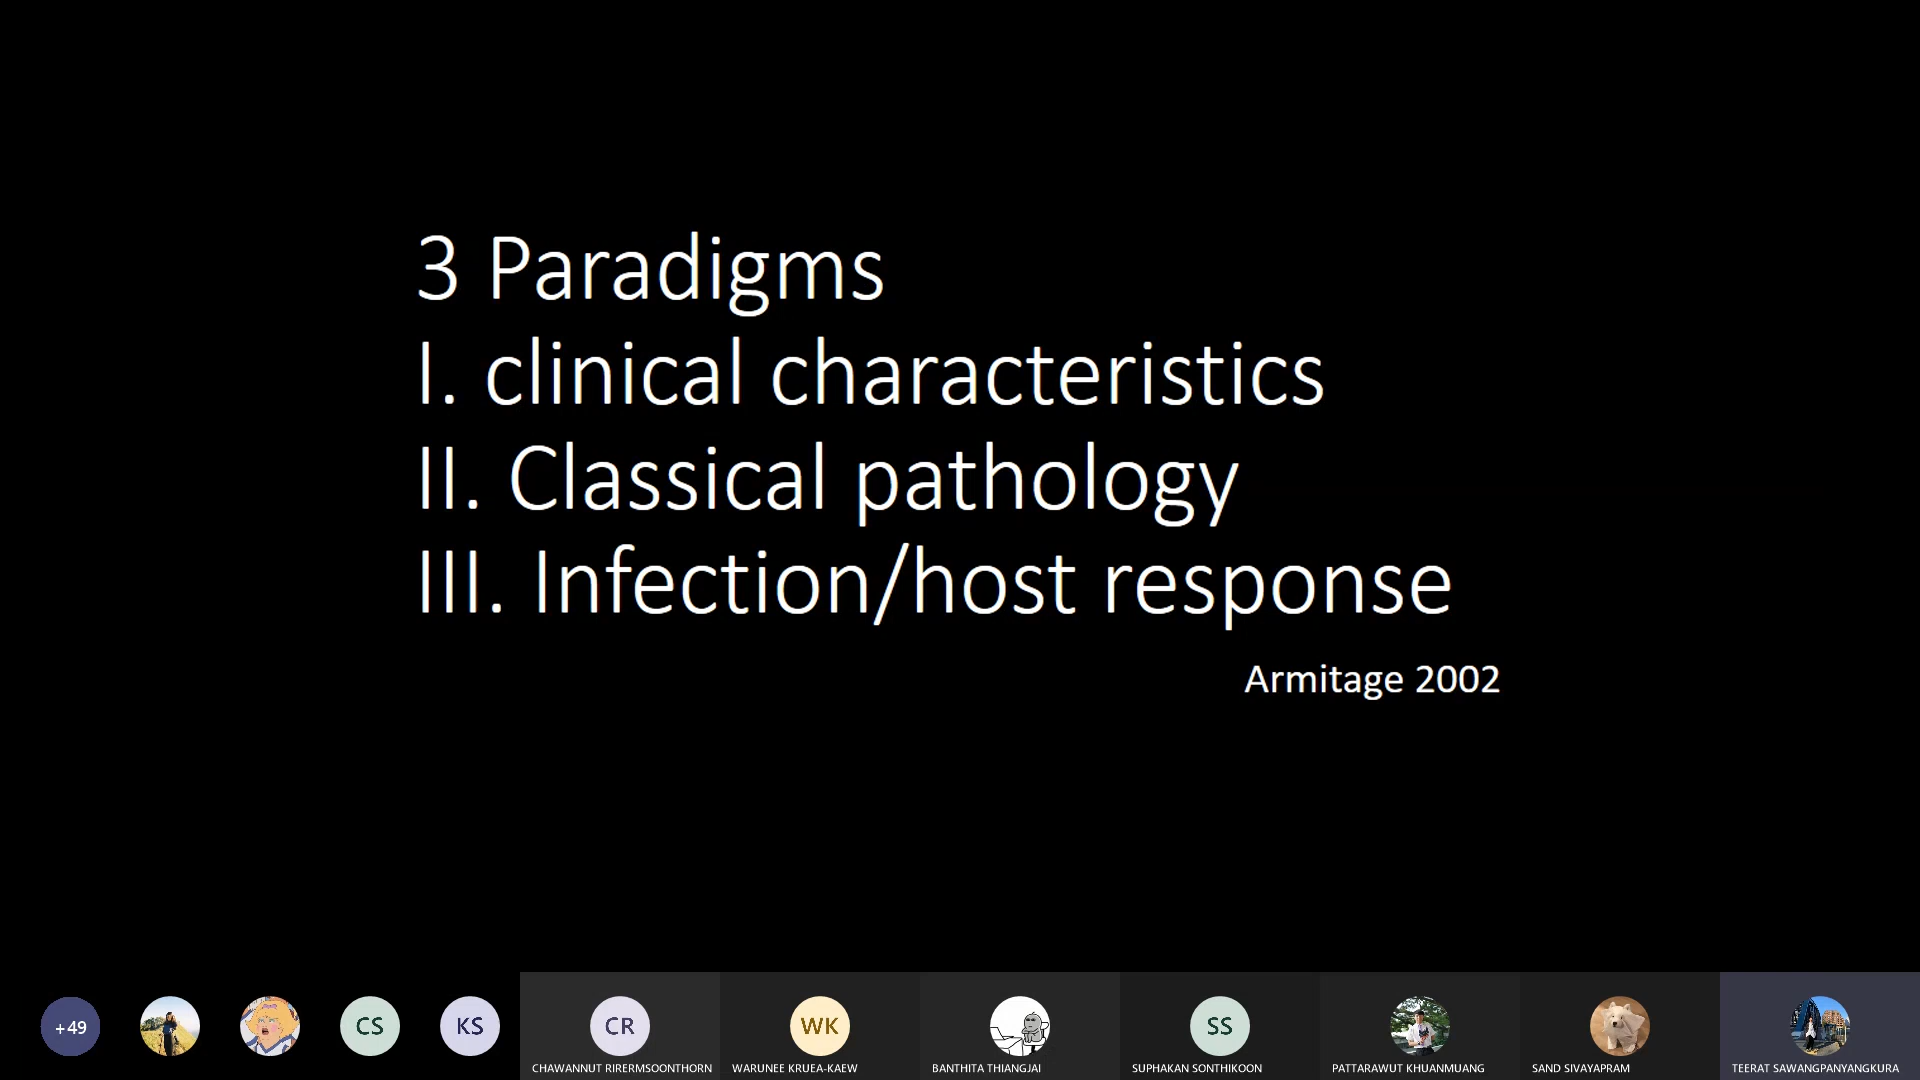 3 Paradigms
I. clinical characteristics
II. Classical pathology
III. Infection/host response
Armitage 2002
+49
CS
KS
CR
WK
SS
CHAWANNUT RIRERMSOONTHORN
WARUNEE KRUEA-KAEW
BANTHITA THIANGJAI
SUPHAKAN SONTHIKOON
PATTARAWUT KHUANMUANG
SAND SIVAYAPRAM
TEERAT SAWANGPANYANGKURA